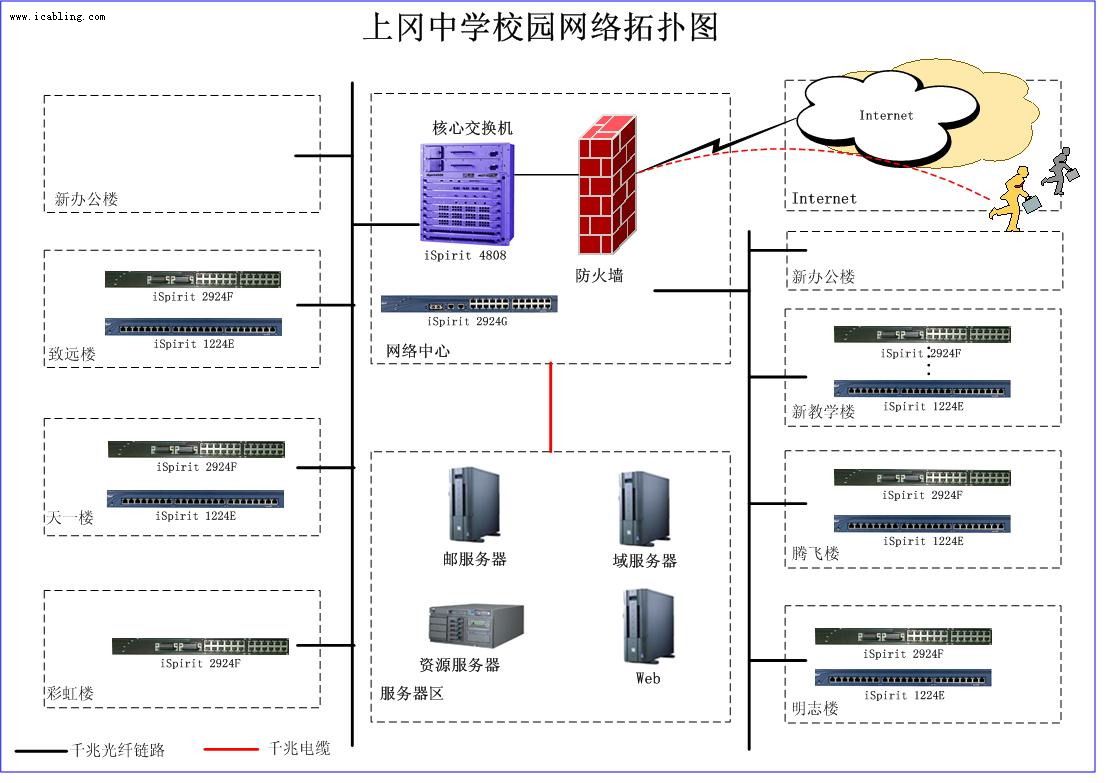 www.icabling.com
上冈中学校园网络拓扑图
新办公楼
iSpirit 2924F
iSpirit 1224E
致远楼
iSpirit 2924F
iSpirit 1224E
天一楼
iSpirit 2924F
彩虹楼
核心交换机
iSpirit 4808
防火墙
iSpirit 2924G
网络中心
邮服务器
域服务器
资源服务器
Web
服务器区
Internet
Internet
新办公楼
iSpirit 2924F
iSpirit 1224E
新教学楼
iSpirit 2924F
iSpirit 1224E
腾飞楼
iSpirit 2924F
iSpirit 1224E
明志楼
千兆光纤链路
千兆电缆